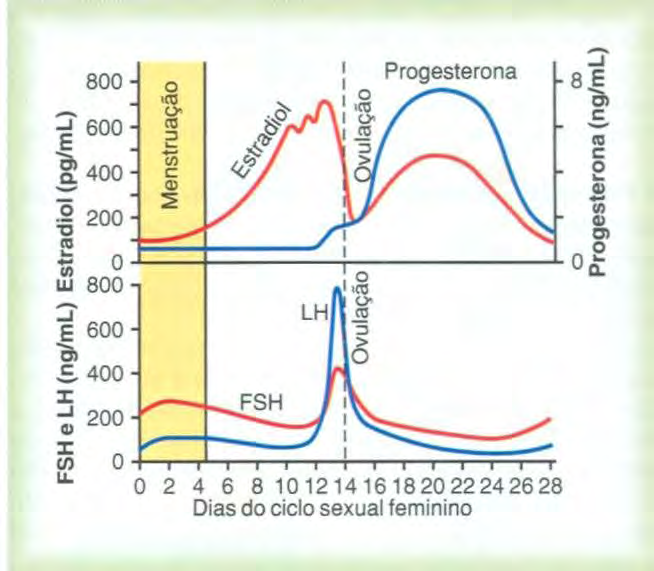 Progesterona
Estradiol (pg/mL)
800
600
400
200
0
Menstruação
Estradiol
Ovulação
8
0
Progesterona (ng/mL)
FSH e LH (ng/mL)
800
600
400
200
0
LH
FSH
Ovulação
0 2 4 6 8 10 12 14 16 18 20 22 24 26 28
Dias do ciclo sexual feminino